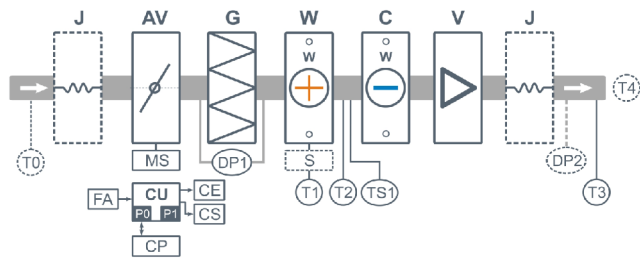 J AV G W C V J
W W
T4
T0 MS DP1 S DP2
T1 T2 TS1 T3
FA CU CE
P0 P1 CS
CP